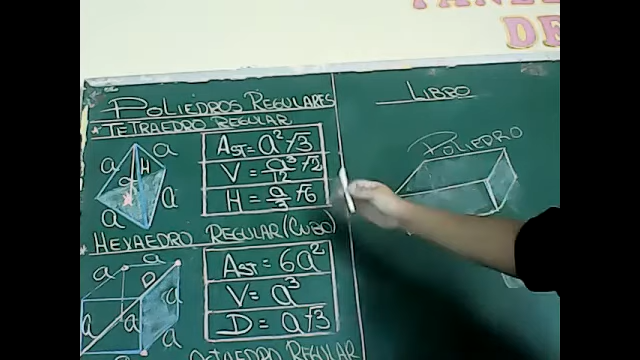 POLIEDROS REGULARES
* TETRAEDRO REGULAR
a a H a a
A_ST = a²√3
V = a³/12 √2
H = a/3 √6
* HEXAEDRO REGULAR (CUBO)
a a D a a a a
A_ST = 6a²
V = a³
D = a√3
OCTAEDRO REGULAR
LIBRO
POLIEDRO
DE